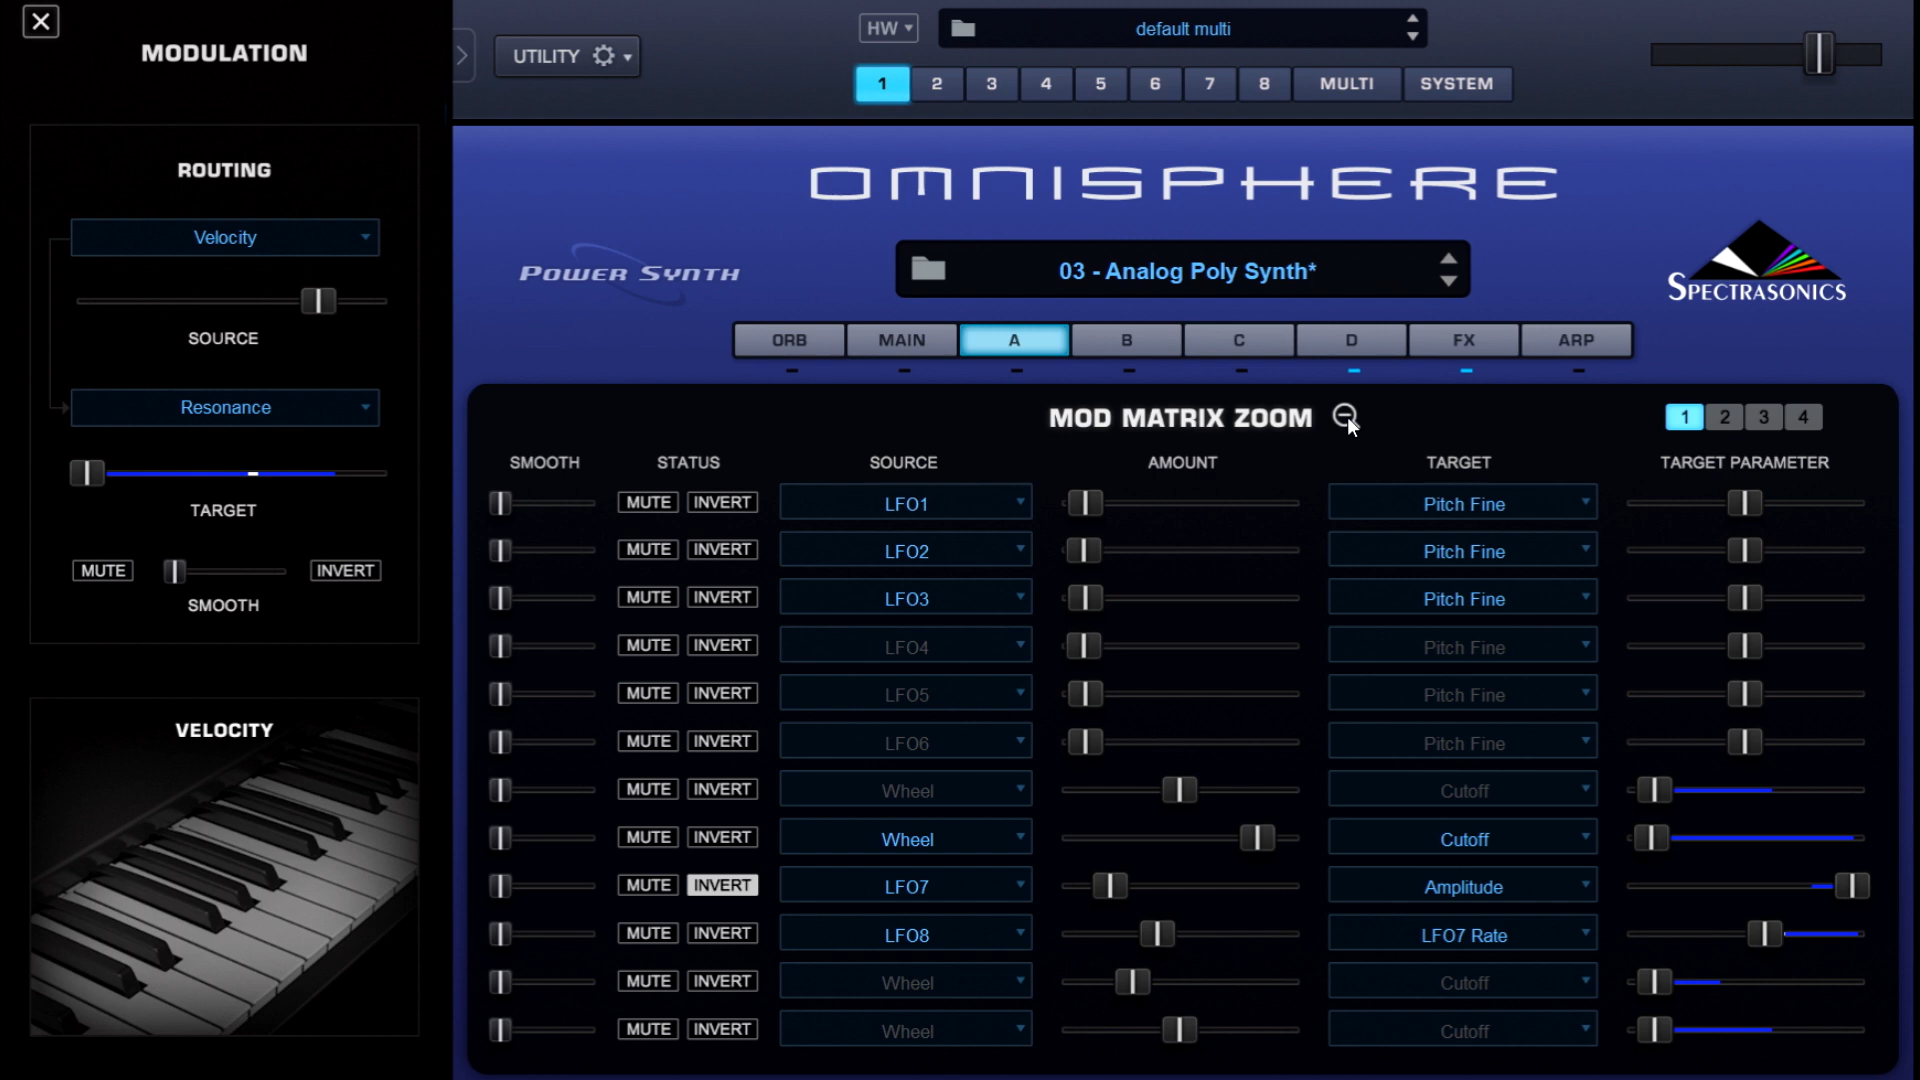 MODULATION
ROUTING
Velocity
SOURCE
Resonance
TARGET
MUTE INVERT
SMOOTH
VELOCITY
UTILITY
HW
default multi
1 2 3 4 5 6 7 8 MULTI SYSTEM
OMNISPHERE
POWER SYNTH
03 - Analog Poly Synth*
SPECTRASONICS
ORB MAIN A B C D FX ARP
MOD MATRIX ZOOM
1 2 3 4
SMOOTH STATUS SOURCE AMOUNT TARGET TARGET PARAMETER
MUTE INVERT LFO1 Pitch Fine
MUTE INVERT LFO2 Pitch Fine
MUTE INVERT LFO3 Pitch Fine
MUTE INVERT LFO4 Pitch Fine
MUTE INVERT LFO5 Pitch Fine
MUTE INVERT LFO6 Pitch Fine
MUTE INVERT Wheel Cutoff
MUTE INVERT Wheel Cutoff
MUTE INVERT LFO7 Amplitude
MUTE INVERT LFO8 LFO7 Rate
MUTE INVERT Wheel Cutoff
MUTE INVERT Wheel Cutoff